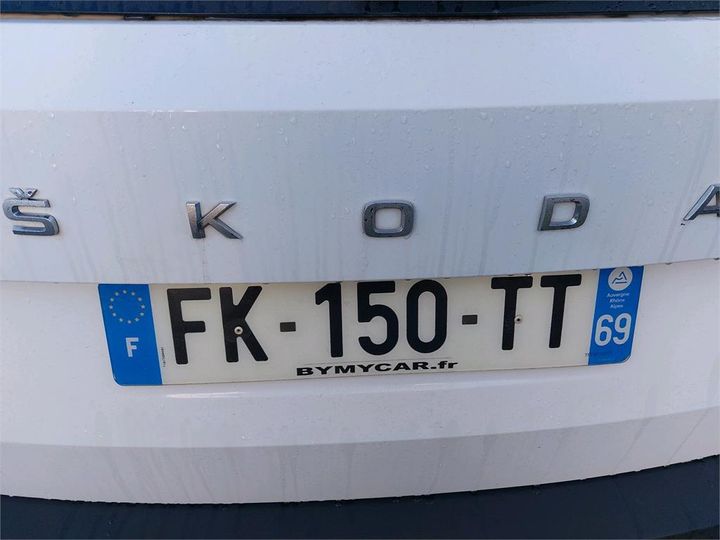 ŠKODA
F FK-150-TT 69
Auvergne
Rhône
Alpes
BYMYCAR.fr